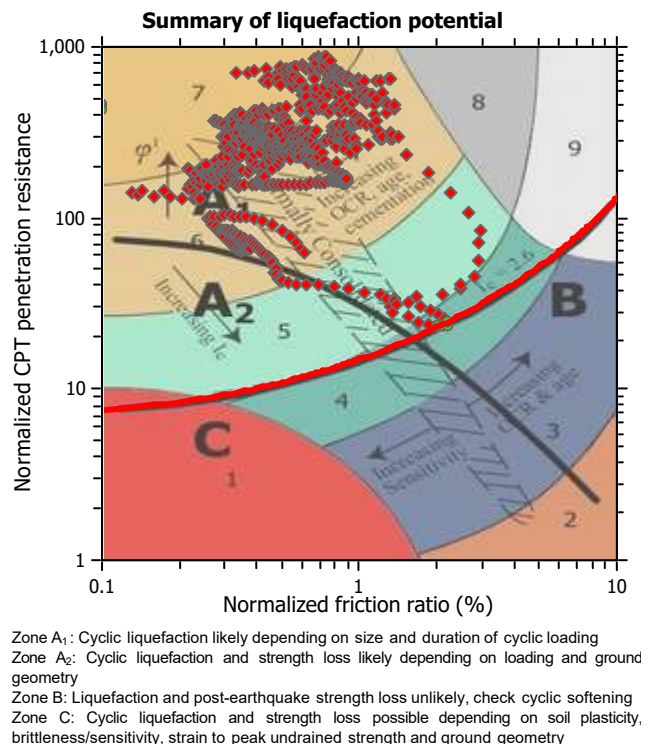 Summary of liquefaction potential
1,000
100
10
1
Normalized CPT penetration resistance
7
8
9
φ'
A1
Increasing
OCR, age,
cementation
Consolidated
6
Ic = 2.6
A2
B
Increasing Ic
5
4
Increasing
OCR & age
3
C
Increasing
Sensitivity
1
2
0.1
1
10
Normalized friction ratio (%)
Zone A1: Cyclic liquefaction likely depending on size and duration of cyclic loading
Zone A2: Cyclic liquefaction and strength loss likely depending on loading and ground
geometry
Zone B: Liquefaction and post-earthquake strength loss unlikely, check cyclic softening
Zone C: Cyclic liquefaction and strength loss possible depending on soil plasticity,
brittleness/sensitivity, strain to peak undrained strength and ground geometry